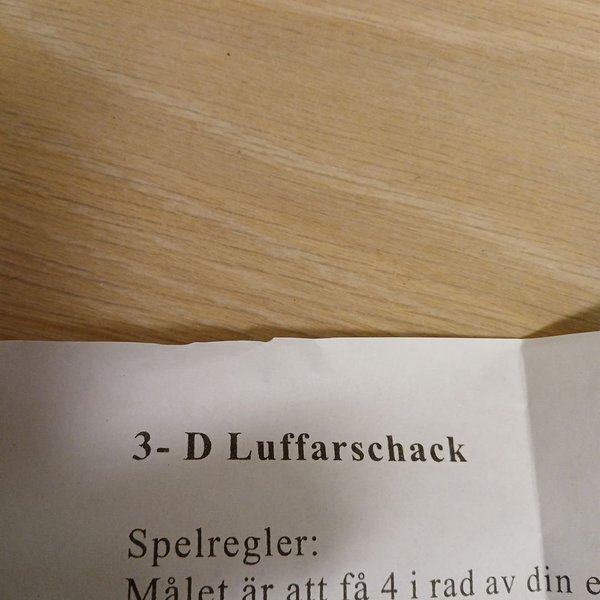 3- D Luffarschack
Spelregler:
Målet är att få 4 i rad av din